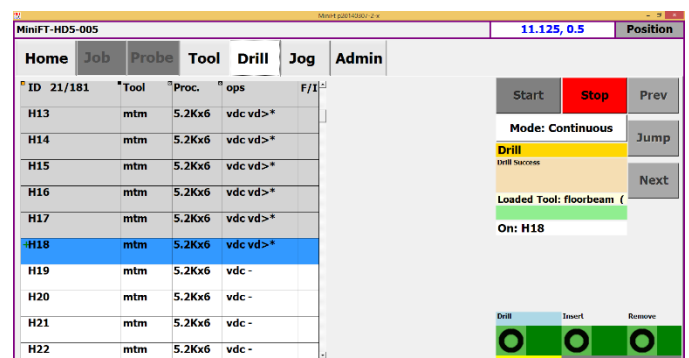 MiniFT-HD5-005
11.125, 0.5
Position
Home Job Probe Tool Drill Jog Admin
ID 21/181 Tool Proc. ops F/I
H13 mtm 5.2Kx6 vdc vd>*
H14 mtm 5.2Kx6 vdc vd>*
H15 mtm 5.2Kx6 vdc vd>*
H16 mtm 5.2Kx6 vdc vd>*
H17 mtm 5.2Kx6 vdc vd>*
+H18 mtm 5.2Kx6 vdc vd>*
H19 mtm 5.2Kx6 vdc -
H20 mtm 5.2Kx6 vdc -
H21 mtm 5.2Kx6 vdc -
H22 mtm 5.2Kx6 vdc -
Start Stop Prev
Mode: Continuous
Jump
Drill
Drill Success
Next
Loaded Tool: floorbeam (
On: H18
Drill Insert Remove